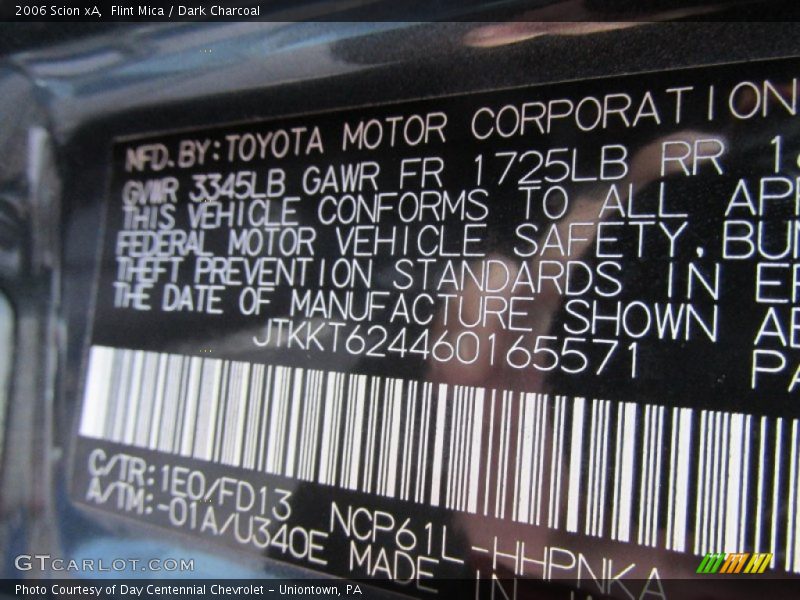 2006 Scion xA, Flint Mica / Dark Charcoal
MFD. BY: TOYOTA MOTOR CORPORATION
GVWR 3345LB GAWR FR 1725LB RR
THIS VEHICLE CONFORMS TO ALL
FEDERAL MOTOR VEHICLE SAFETY,
THEFT PREVENTION STANDARDS IN
THE DATE OF MANUFACTURE SHOWN
JTKKT624460165571
C/TR: 1E0/FD13
A/TM: -01A/U340E
NCP61L-HHPNKA
MADE IN
GTCARLOT.COM
Photo Courtesy of Day Centennial Chevrolet - Uniontown, PA